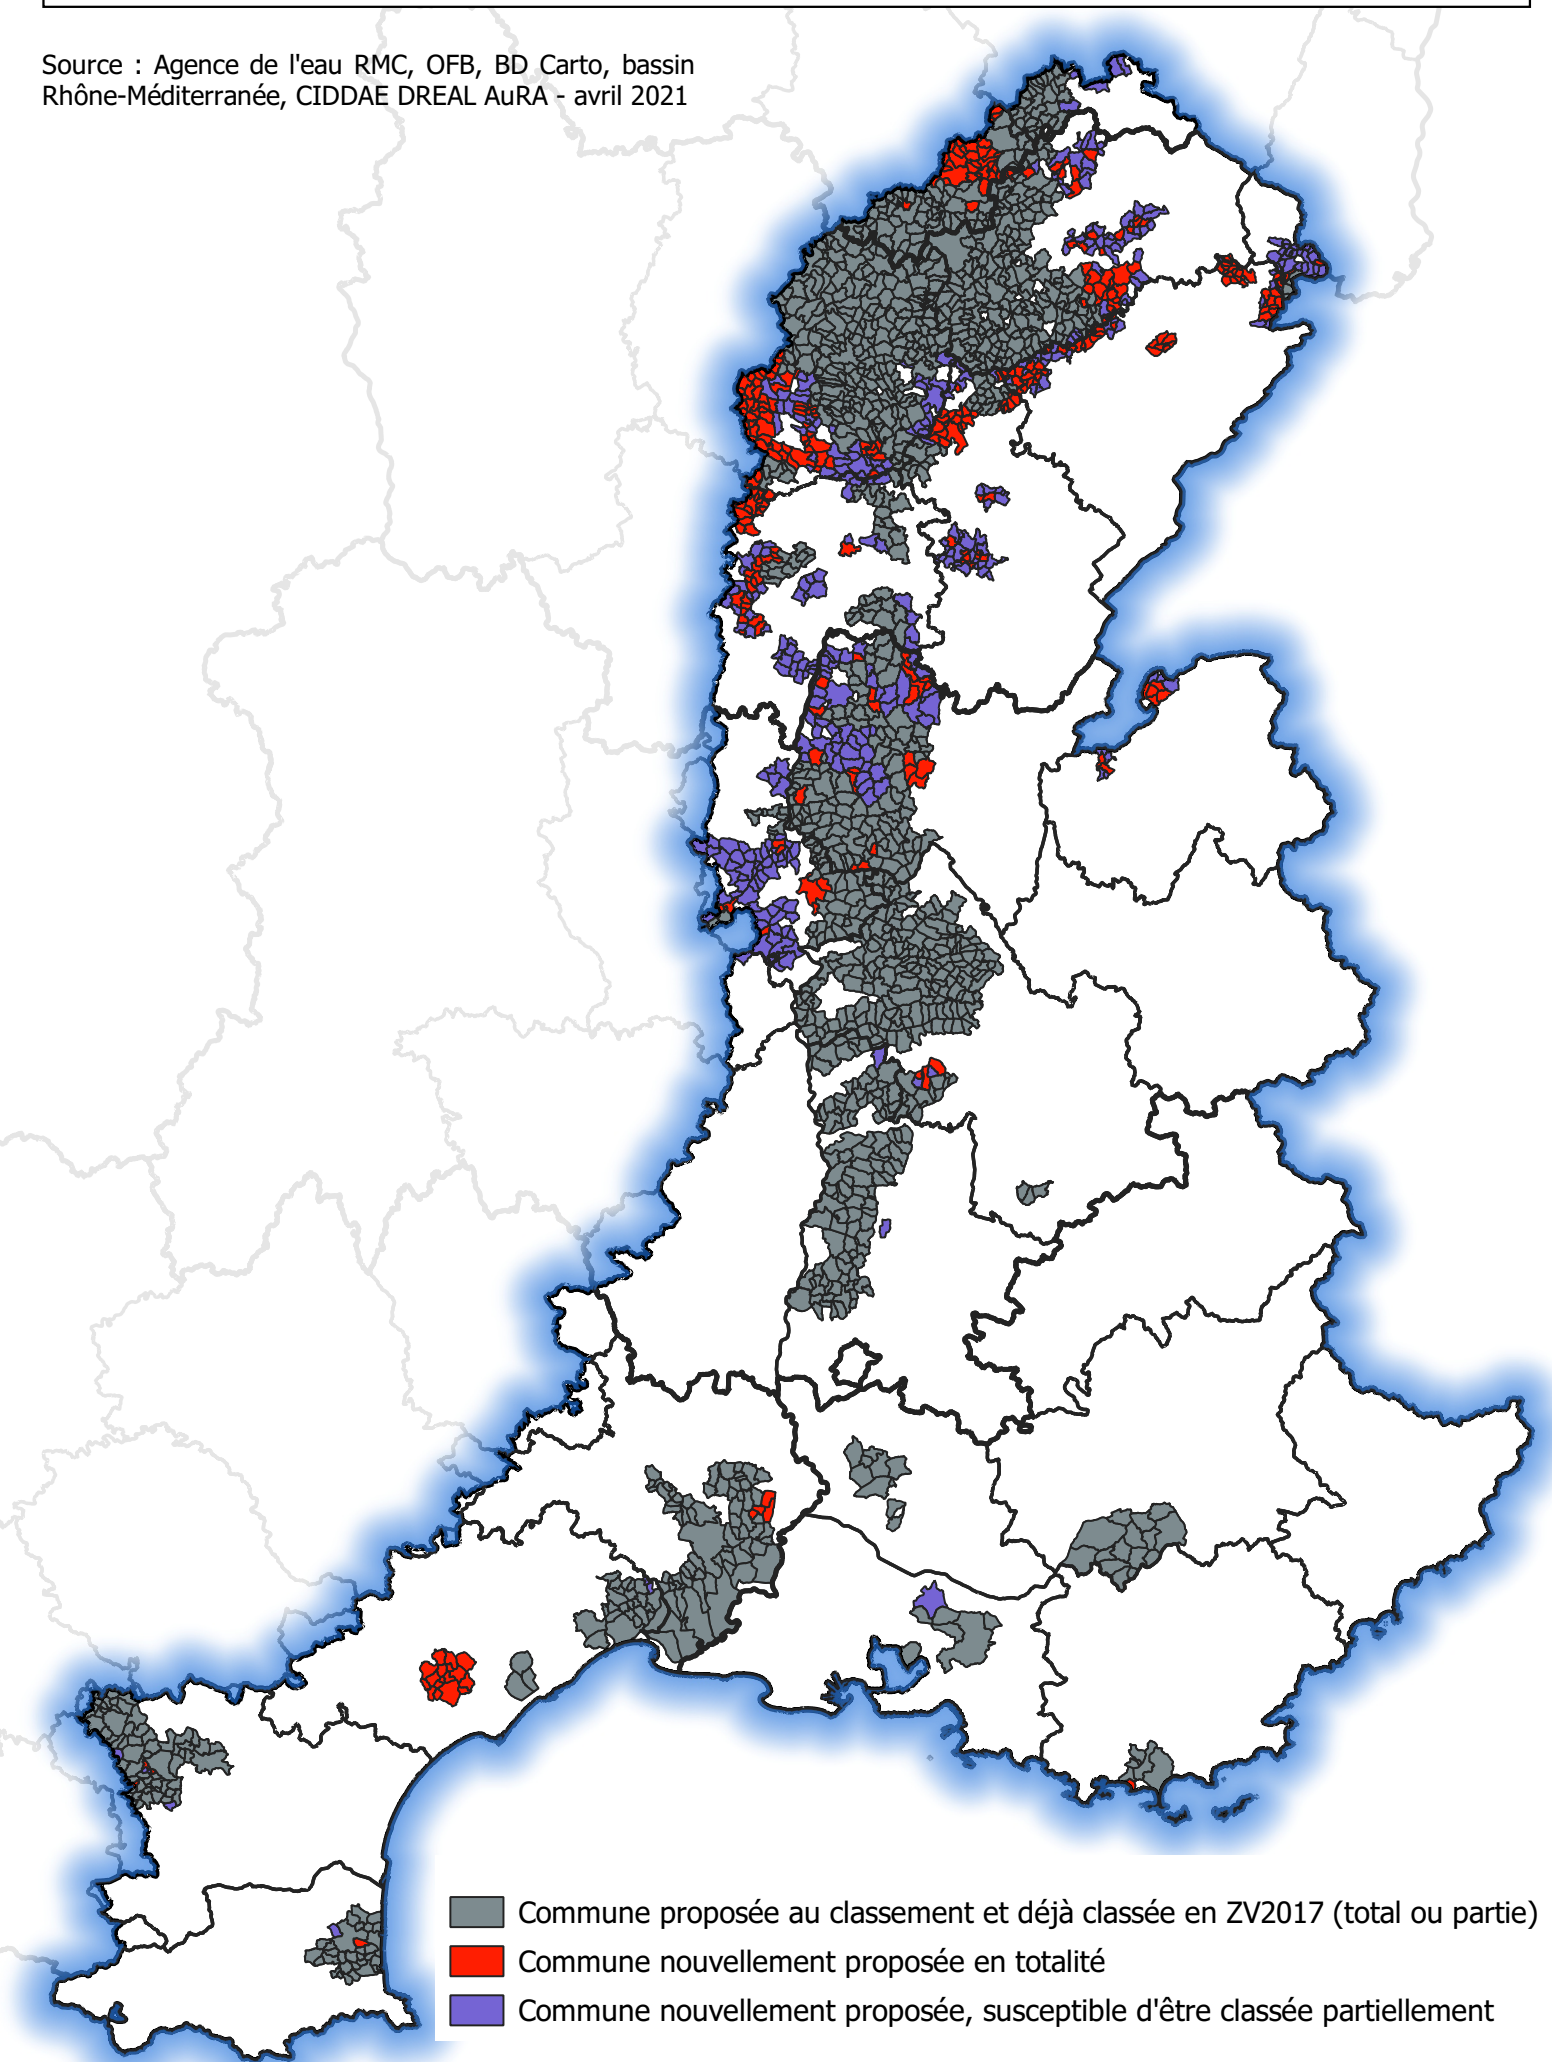 Source : Agence de l'eau RMC, OFB, BD Carto, bassin
Rhône-Méditerranée, CIDDAE DREAL AuRA - avril 2021
Commune proposée au classement et déjà classée en ZV2017 (total ou partie)
Commune nouvellement proposée en totalité
Commune nouvellement proposée, susceptible d'être classée partiellement